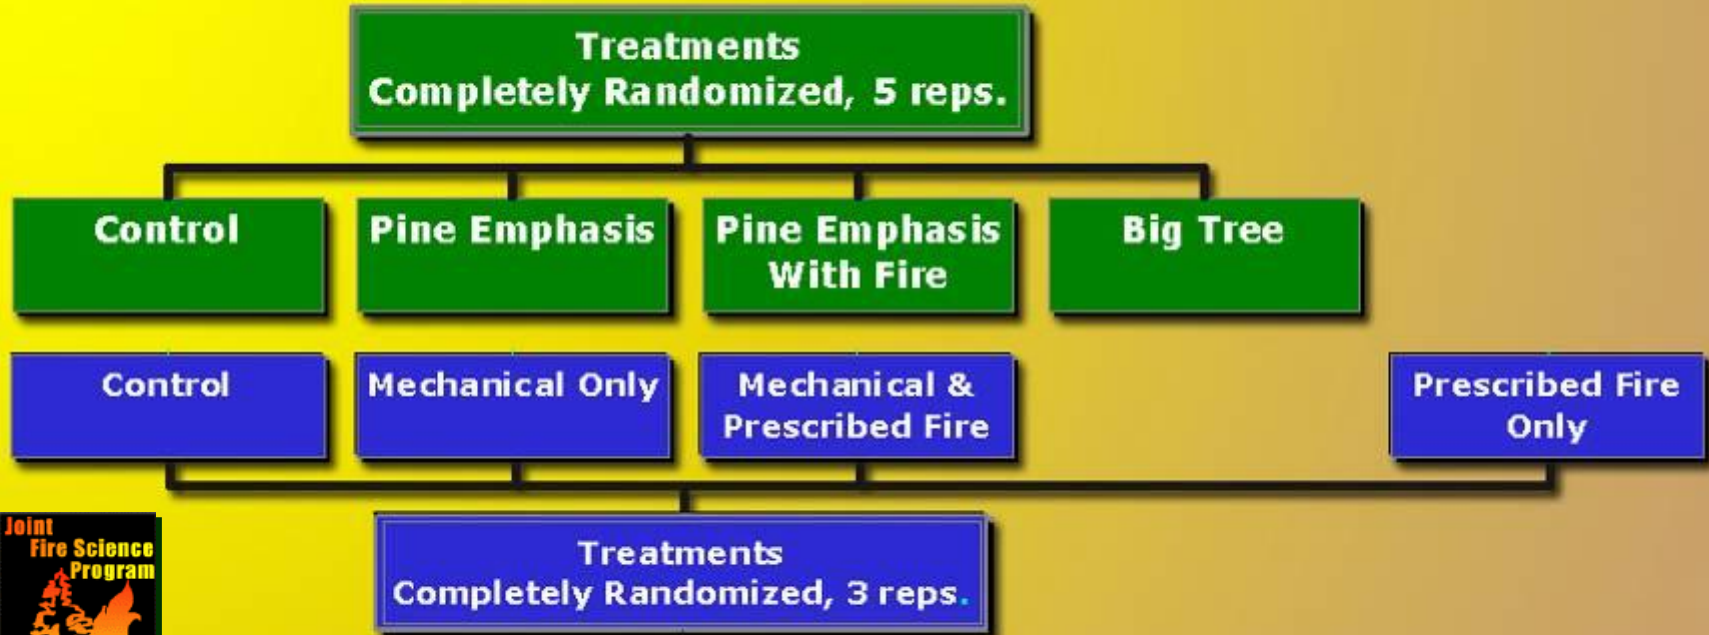 Treatments
Completely Randomized, 5 reps.
Control
Pine Emphasis
Pine Emphasis
With Fire
Big Tree
Control
Mechanical Only
Mechanical &
Prescribed Fire
Prescribed Fire
Only
Treatments
Completely Randomized, 3 reps.
Joint
Fire Science
Program